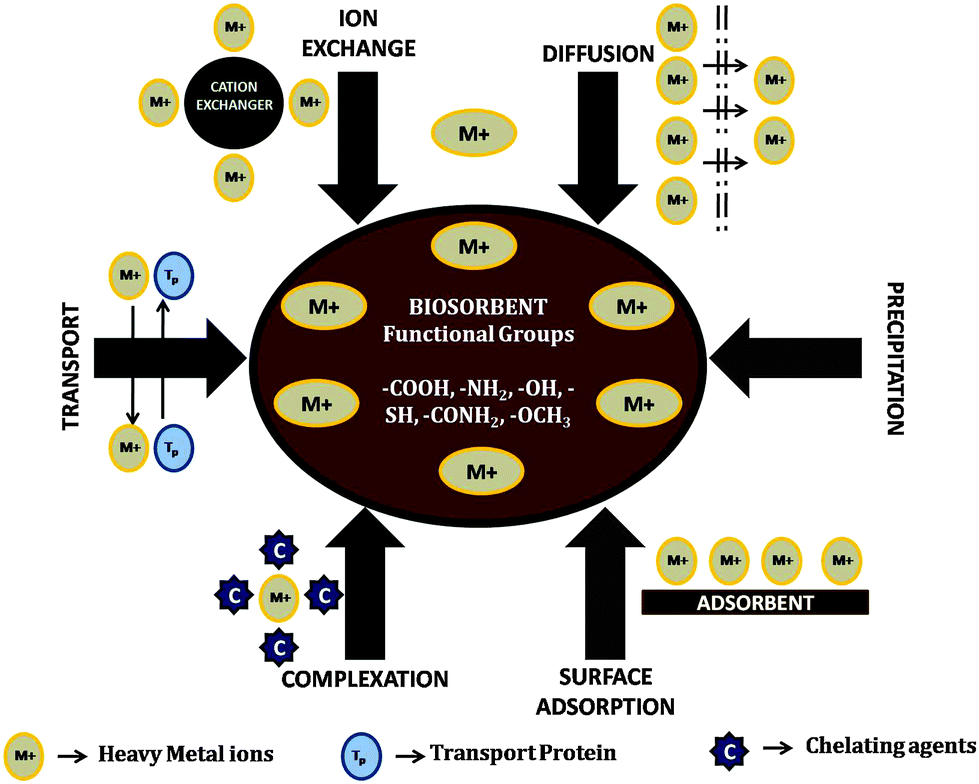 ION
EXCHANGE
DIFFUSION
M+
CATION
EXCHANGER
M+
M+
M+
M+
M+
M+
M+
M+
M+
M+
M+
M+
M+
M+
BIOSORBENT
Functional Groups
M+
M+
-COOH, -NH₂, -OH, -
SH, -CONH₂, -OCH₃
M+
M+
TRANSPORT
M+
Tp
M+
Tp
PRECIPITATION
C
C
M+
C
C
COMPLEXATION
M+
M+
M+
M+
ADSORBENT
SURFACE
ADSORPTION
M+ Heavy Metal ions
Tp Transport Protein
C Chelating agents